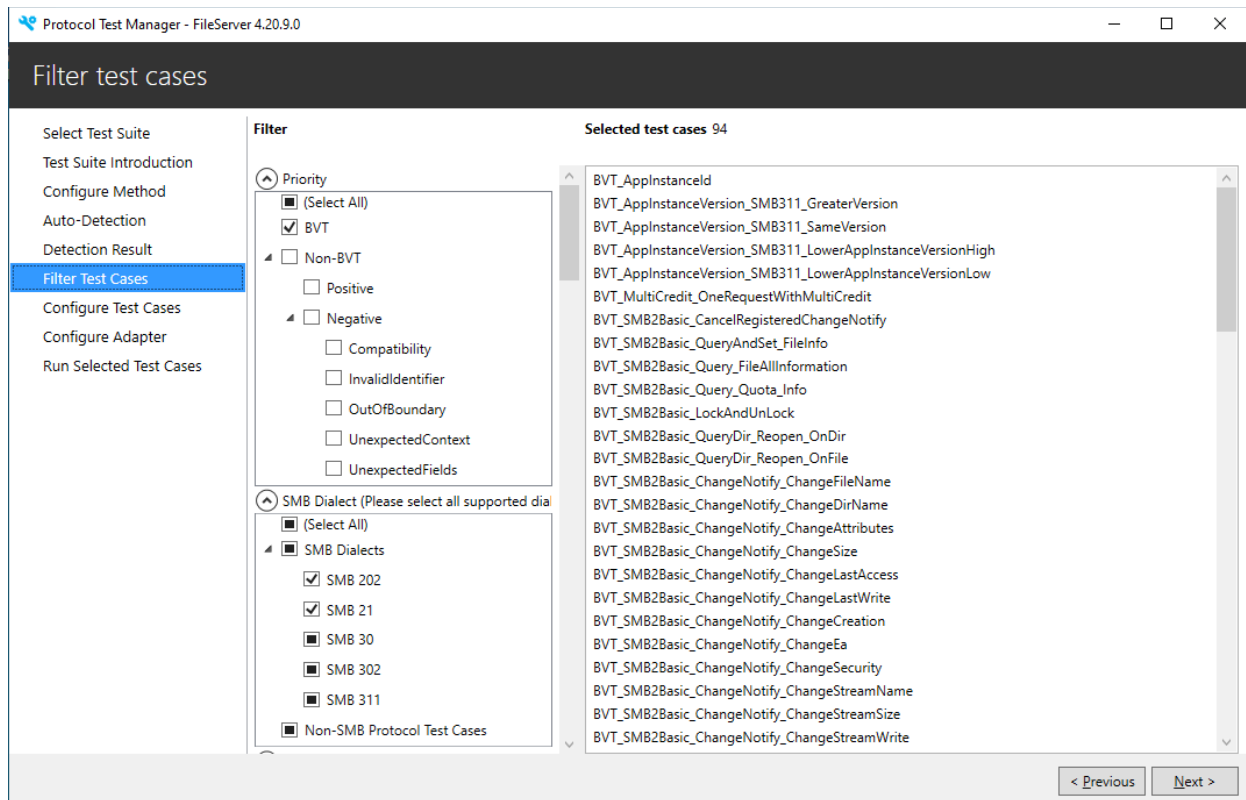 Protocol Test Manager - FileServer 4.20.9.0
Filter test cases
Select Test Suite
Test Suite Introduction
Configure Method
Auto-Detection
Detection Result
Filter Test Cases
Configure Test Cases
Configure Adapter
Run Selected Test Cases
Filter
Priority
(Select All)
BVT
Non-BVT
Positive
Negative
Compatibility
InvalidIdentifier
OutOfBoundary
UnexpectedContext
UnexpectedFields
SMB Dialect (Please select all supported dial
(Select All)
SMB Dialects
SMB 202
SMB 21
SMB 30
SMB 302
SMB 311
Non-SMB Protocol Test Cases
Selected test cases 94
BVT_AppInstanceId
BVT_AppInstanceVersion_SMB311_GreaterVersion
BVT_AppInstanceVersion_SMB311_SameVersion
BVT_AppInstanceVersion_SMB311_LowerAppInstanceVersionHigh
BVT_AppInstanceVersion_SMB311_LowerAppInstanceVersionLow
BVT_MultiCredit_OneRequestWithMultiCredit
BVT_SMB2Basic_CancelRegisteredChangeNotify
BVT_SMB2Basic_QueryAndSet_FileInfo
BVT_SMB2Basic_Query_FileAllInformation
BVT_SMB2Basic_Query_Quota_Info
BVT_SMB2Basic_LockAndUnLock
BVT_SMB2Basic_QueryDir_Reopen_OnDir
BVT_SMB2Basic_QueryDir_Reopen_OnFile
BVT_SMB2Basic_ChangeNotify_ChangeFileName
BVT_SMB2Basic_ChangeNotify_ChangeDirName
BVT_SMB2Basic_ChangeNotify_ChangeAttributes
BVT_SMB2Basic_ChangeNotify_ChangeSize
BVT_SMB2Basic_ChangeNotify_ChangeLastAccess
BVT_SMB2Basic_ChangeNotify_ChangeLastWrite
BVT_SMB2Basic_ChangeNotify_ChangeCreation
BVT_SMB2Basic_ChangeNotify_ChangeEa
BVT_SMB2Basic_ChangeNotify_ChangeSecurity
BVT_SMB2Basic_ChangeNotify_ChangeStreamName
BVT_SMB2Basic_ChangeNotify_ChangeStreamSize
BVT_SMB2Basic_ChangeNotify_ChangeStreamWrite
< Previous
Next >